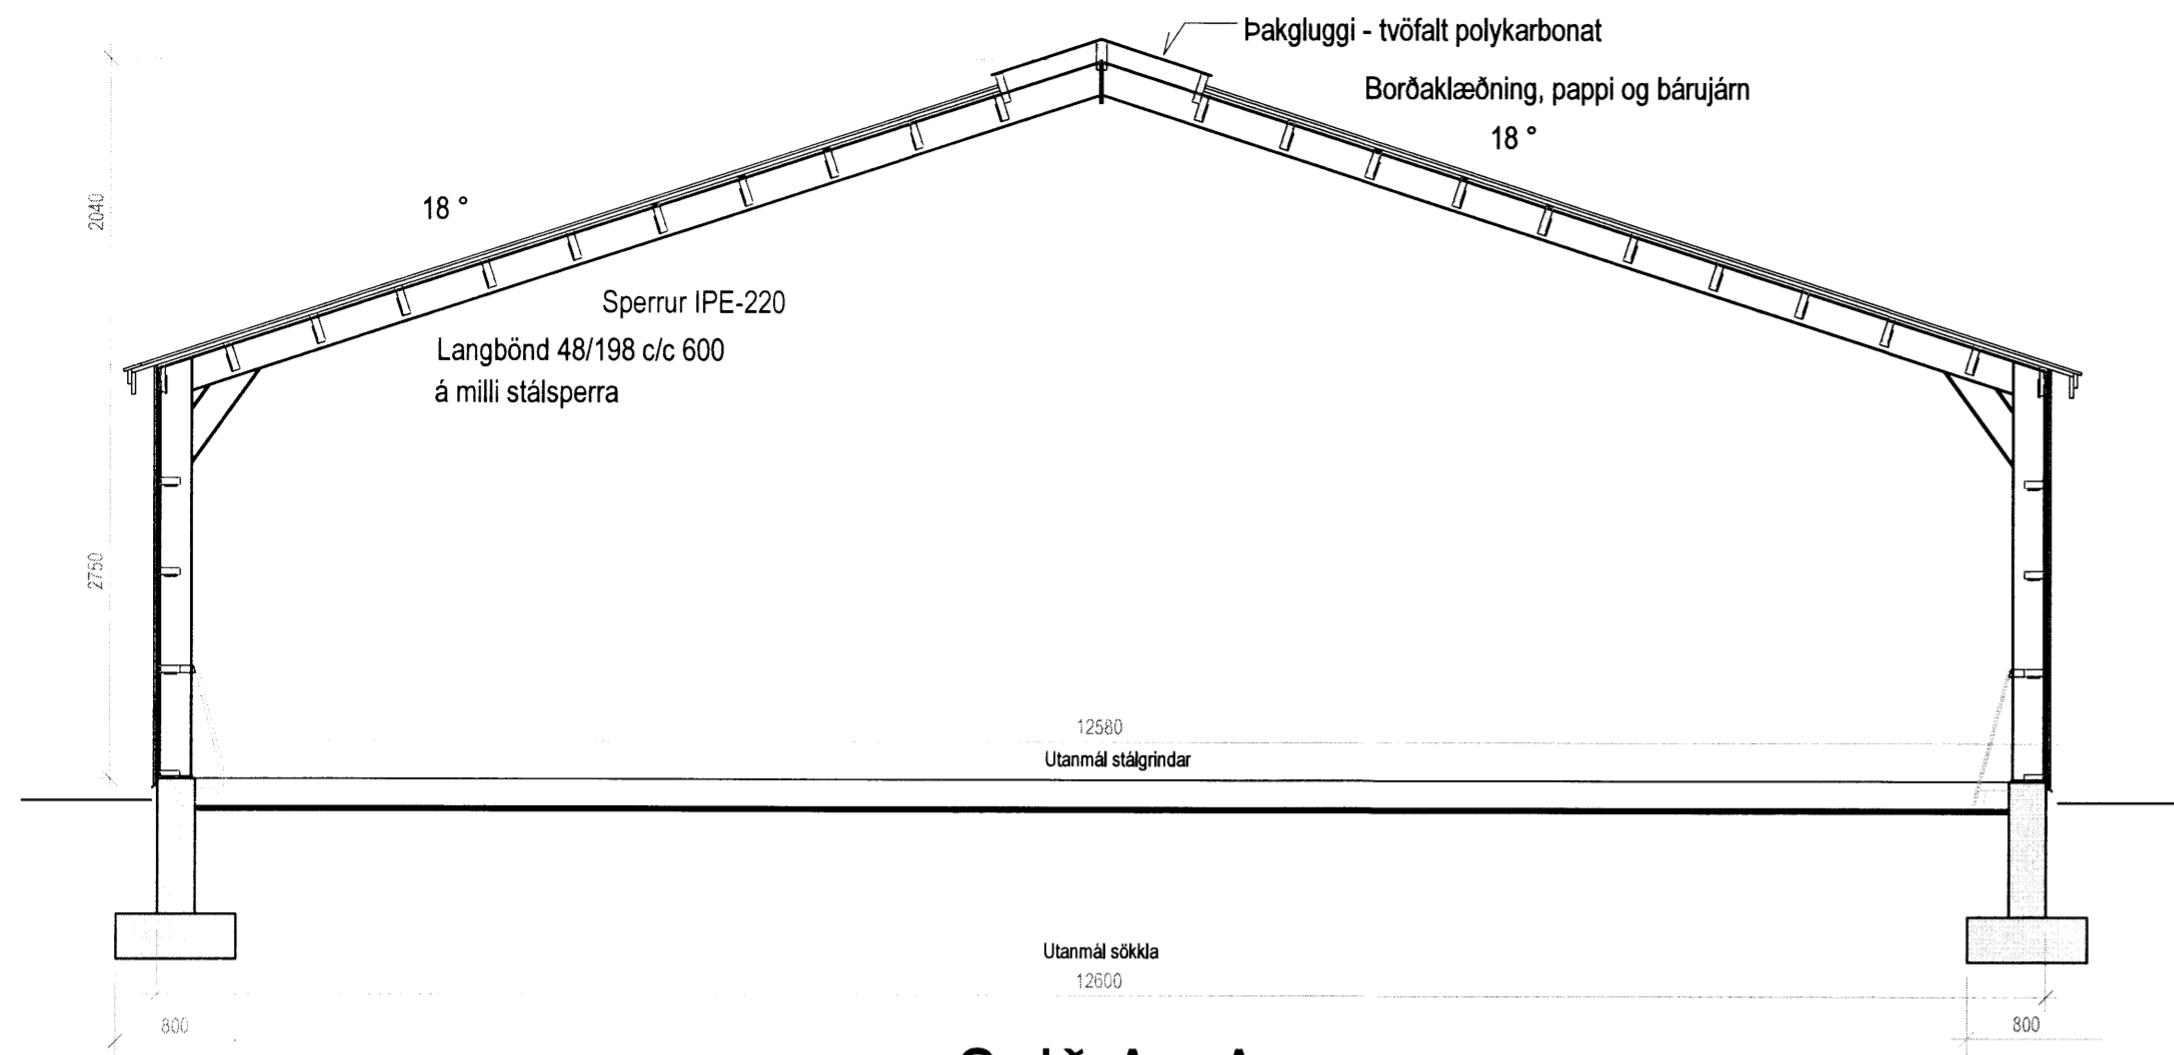 Þakgluggi - tvöfalt polykarbonat
Borðaklæðning, pappi og bárujárn
18 °
18 °
2040
Sperrur IPE-220
Langbönd 48/198 c/c 600
á milli stálsperra
2750
12580
Utanmál stálgrindar
Utanmál sökkla
12600
800
800